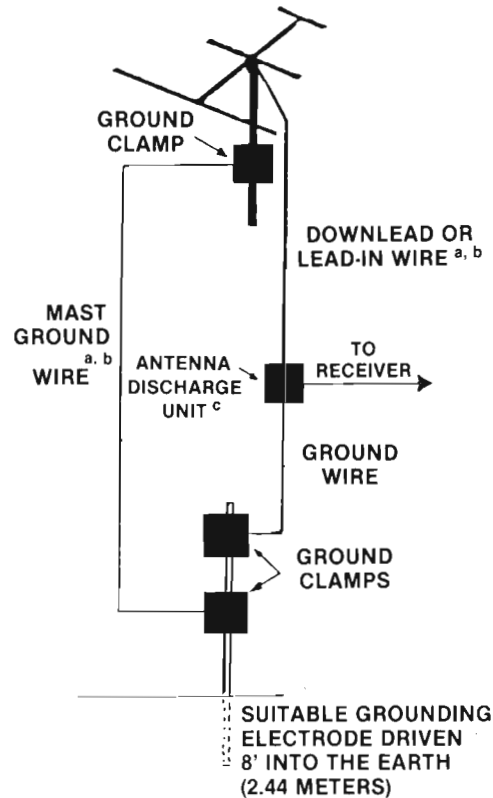 GROUND
CLAMP
DOWNLEAD OR
LEAD-IN WIRE a, b
MAST
GROUND
a, b
WIRE
ANTENNA
DISCHARGE
UNIT c
TO
RECEIVER
GROUND
WIRE
GROUND
CLAMPS
SUITABLE GROUNDING
ELECTRODE DRIVEN
8' INTO THE EARTH
(2.44 METERS)